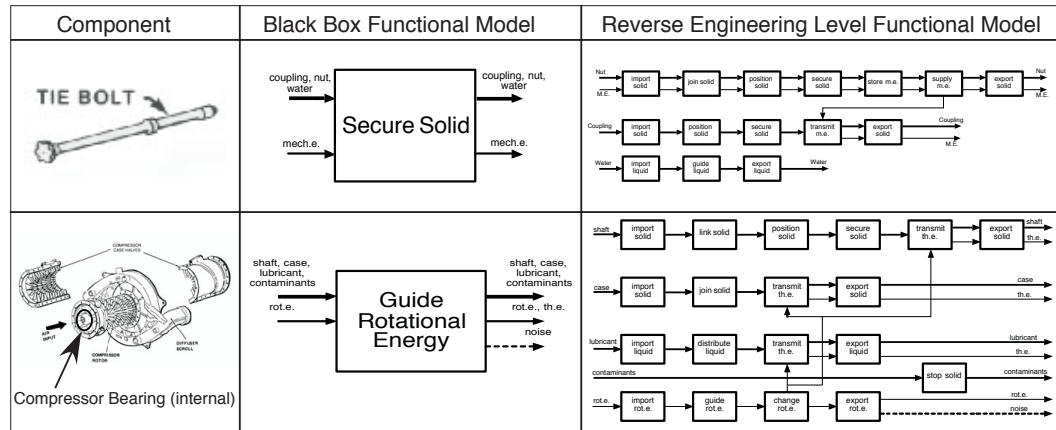 Component
Black Box Functional Model
Reverse Engineering Level Functional Model
TIE BOLT
coupling, nut,
water
mech.e.
Secure Solid
coupling, nut,
water
mech.e.
Nut
M.E.
import
solid
join solid
position
solid
secure
solid
store m.e.
supply
m.e.
export
solid
Nut
M.E.
Coupling
import
solid
position
solid
secure
solid
transmit
m.e.
export
solid
Coupling
M.E.
Water
import
liquid
guide
liquid
export
liquid
Water
COMPRESSOR
CASE HALVES
AIR
INPUT
COMPRESSOR
ROTOR
DIFFUSER
SCROLL
Compressor Bearing (internal)
shaft, case,
lubricant,
contaminants
rot.e.
Guide
Rotational
Energy
shaft, case,
lubricant,
contaminants
rot.e., th.e.
noise
shaft
import
solid
link solid
position
solid
secure
solid
transmit
th.e.
export
solid
shaft
th.e.
case
import
solid
join solid
transmit
th.e.
export
solid
case
th.e.
lubricant
import
liquid
distribute
liquid
transmit
th.e.
export
liquid
lubricant
th.e.
contaminants
stop solid
contaminants
rot.e.
import
rot.e.
guide
rot.e.
change
rot.e.
export
rot.e.
rot.e.
noise